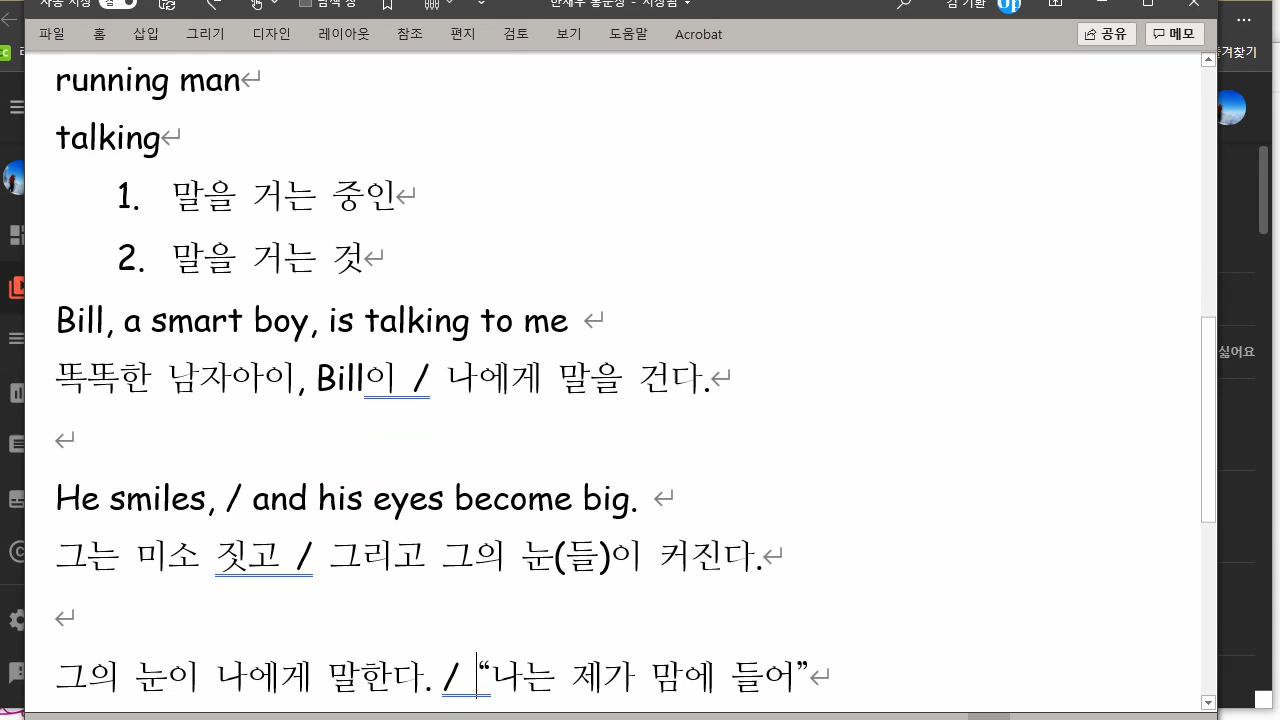 파일 홈 삽입 그리기 디자인 레이아웃 참조 편지 검토 보기 도움말 Acrobat 공유 메모
running man
talking
1. 말을 거는 중인
2. 말을 거는 것
Bill, a smart boy, is talking to me
똑똑한 남자아이, Bill이 / 나에게 말을 건다.
싫어요
He smiles, / and his eyes become big.
그는 미소 짓고 / 그리고 그의 눈(들)이 커진다.
그의 눈이 나에게 말한다. / “나는 제가 맘에 들어”